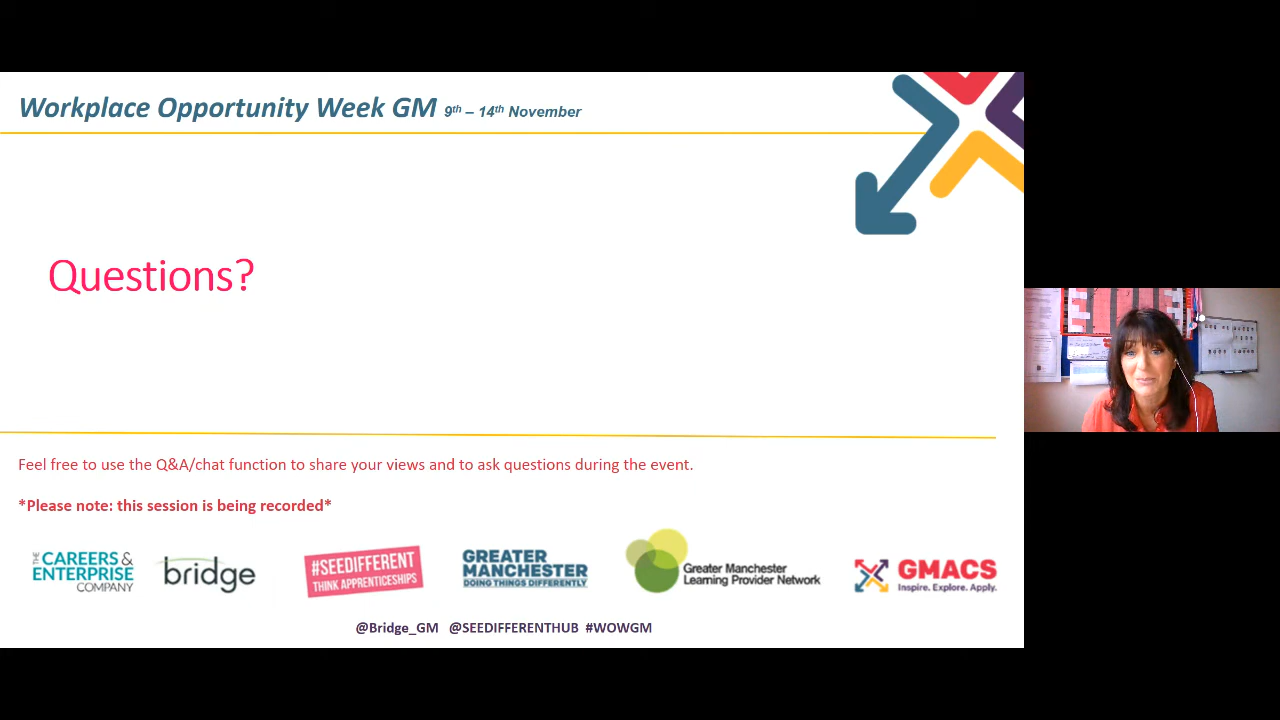 Workplace Opportunity Week GM 9th – 14th November
Questions?
Feel free to use the Q&A/chat function to share your views and to ask questions during the event.
*Please note: this session is being recorded*
THE CAREERS &
ENTERPRISE
COMPANY
bridge
#SEEDIFFERENT
THINK APPRENTICESHIPS
GREATER
MANCHESTER
DOING THINGS DIFFERENTLY
Greater Manchester
Learning Provider Network
GMACS
Inspire. Explore. Apply.
@Bridge_GM @SEEDIFFERENTHUB #WOWGM